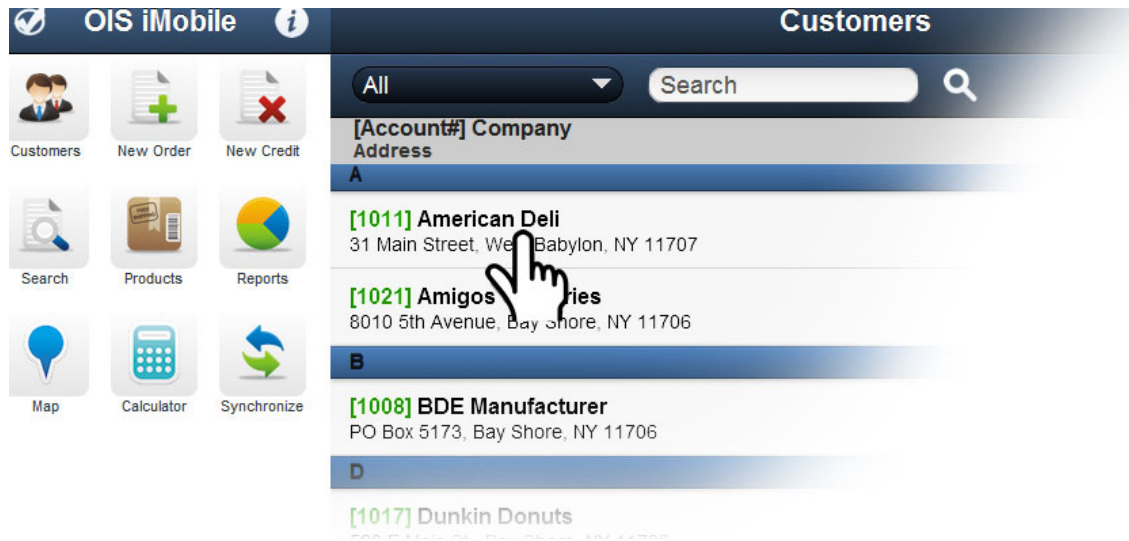 OIS iMobile
Customers
New Order
New Credit
Search
Products
Reports
Map
Calculator
Synchronize
Customers
All
Search
[Account#] Company
Address
A
[1011] American Deli
31 Main Street, West Babylon, NY 11707
[1021] Amigos
8010 5th Avenue, Bay Shore, NY 11706
B
[1008] BDE Manufacturer
PO Box 5173, Bay Shore, NY 11706
D
[1017] Dunkin Donuts